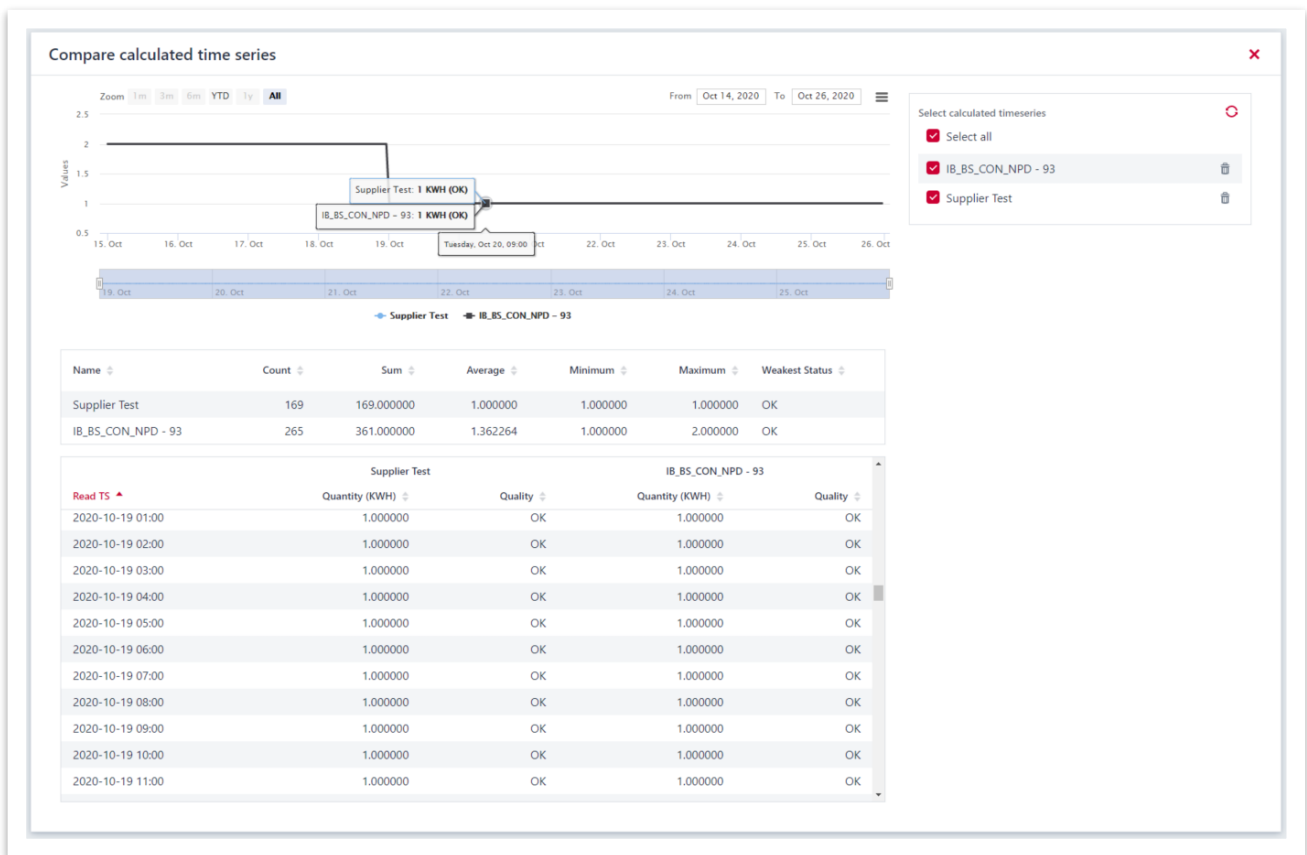 Compare calculated time series
Zoom 1m 3m 6m YTD 1y All From Oct 14, 2020 To Oct 26, 2020
2.5
2
1.5
1
0.5
Values
Supplier Test: 1 KWH (OK)
IB_BS_CON_NPD - 93: 1 KWH (OK)
Tuesday, Oct 20, 09:00
15. Oct 16. Oct 17. Oct 18. Oct 19. Oct Oct 22. Oct 23. Oct 24. Oct 25. Oct 26. Oct
19. Oct 20. Oct 21. Oct 22. Oct 23. Oct 24. Oct 25. Oct
Supplier Test IB_BS_CON_NPD - 93
Select calculated timeseries
Select all
IB_BS_CON_NPD - 93
Supplier Test
Name Count Sum Average Minimum Maximum Weakest Status
Supplier Test 169 169.000000 1.000000 1.000000 1.000000 OK
IB_BS_CON_NPD - 93 265 361.000000 1.362264 1.000000 2.000000 OK
Supplier Test IB_BS_CON_NPD - 93
Read TS Quantity (KWH) Quality Quantity (KWH) Quality
2020-10-19 01:00 1.000000 OK 1.000000 OK
2020-10-19 02:00 1.000000 OK 1.000000 OK
2020-10-19 03:00 1.000000 OK 1.000000 OK
2020-10-19 04:00 1.000000 OK 1.000000 OK
2020-10-19 05:00 1.000000 OK 1.000000 OK
2020-10-19 06:00 1.000000 OK 1.000000 OK
2020-10-19 07:00 1.000000 OK 1.000000 OK
2020-10-19 08:00 1.000000 OK 1.000000 OK
2020-10-19 09:00 1.000000 OK 1.000000 OK
2020-10-19 10:00 1.000000 OK 1.000000 OK
2020-10-19 11:00 1.000000 OK 1.000000 OK